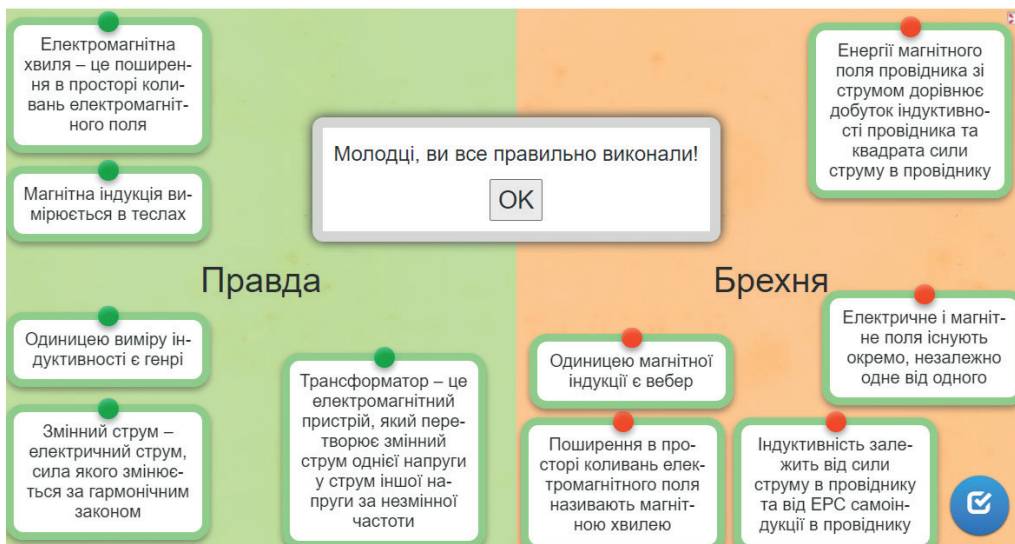 Електромагнітна
хвиля – це поширен-
ня в просторі коли-
вань електромагніт-
ного поля
Магнітна індукція ви-
мірюється в теслах
Молодці, ви все правильно виконали!
OK
Енергії магнітного
поля провідника зі
струмом дорівнює
добуток індуктивно-
сті провідника та
квадрата сили
струму в провіднику
Правда
Брехня
Одиницею виміру ін-
дуктивності є генрі
Змінний струм –
електричний струм,
сила якого змінює-
ться за гармонічним
законом
Трансформатор – це
електромагнітний
пристрій, який пере-
творює змінний
струм однієї напруги
у струм іншої на-
пруги за незмінної
частоти
Одиницею магнітної
індукції є вебер
Електричне і магніт-
не поля існують
окремо, незалежно
одне від одного
Поширення в про-
сторі коливань елек-
тромагнітного поля
називають магніт-
ною хвилею
Індуктивність зале-
жить від сили
струму в провіднику
та від ЕРС самоін-
дукції в провіднику